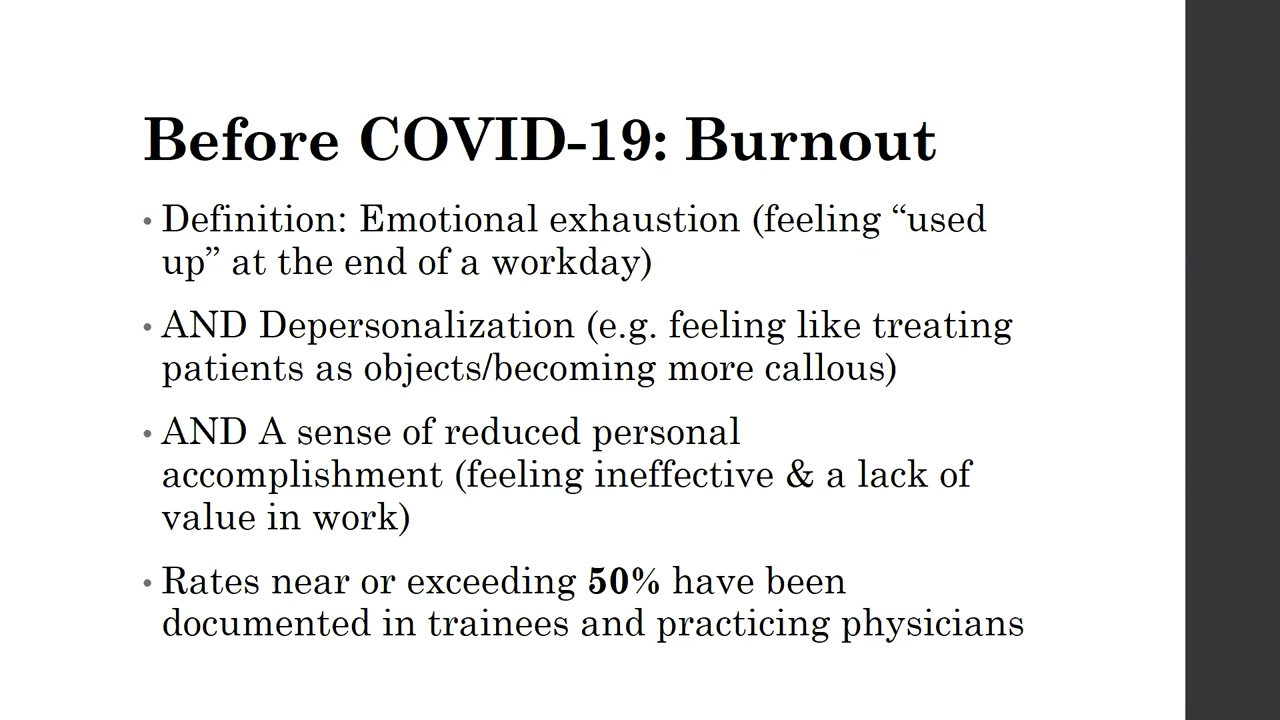 Before COVID-19: Burnout
• Definition: Emotional exhaustion (feeling “used
up” at the end of a workday)
• AND Depersonalization (e.g. feeling like treating
patients as objects/becoming more callous)
• AND A sense of reduced personal
accomplishment (feeling ineffective & a lack of
value in work)
• Rates near or exceeding 50% have been
documented in trainees and practicing physicians